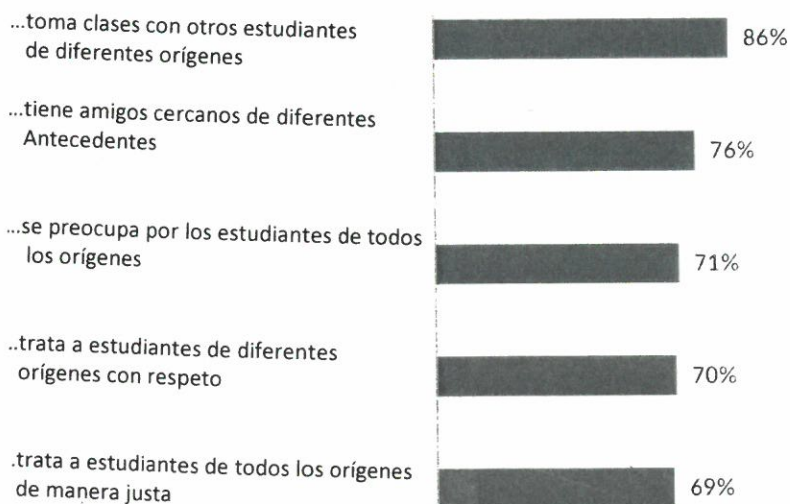 ...toma clases con otros estudiantes
de diferentes orígenes
86%
...tiene amigos cercanos de diferentes
Antecedentes
76%
...se preocupa por los estudiantes de todos
los orígenes
71%
..trata a estudiantes de diferentes
orígenes con respeto
70%
.trata a estudiantes de todos los orígenes
de manera justa
69%